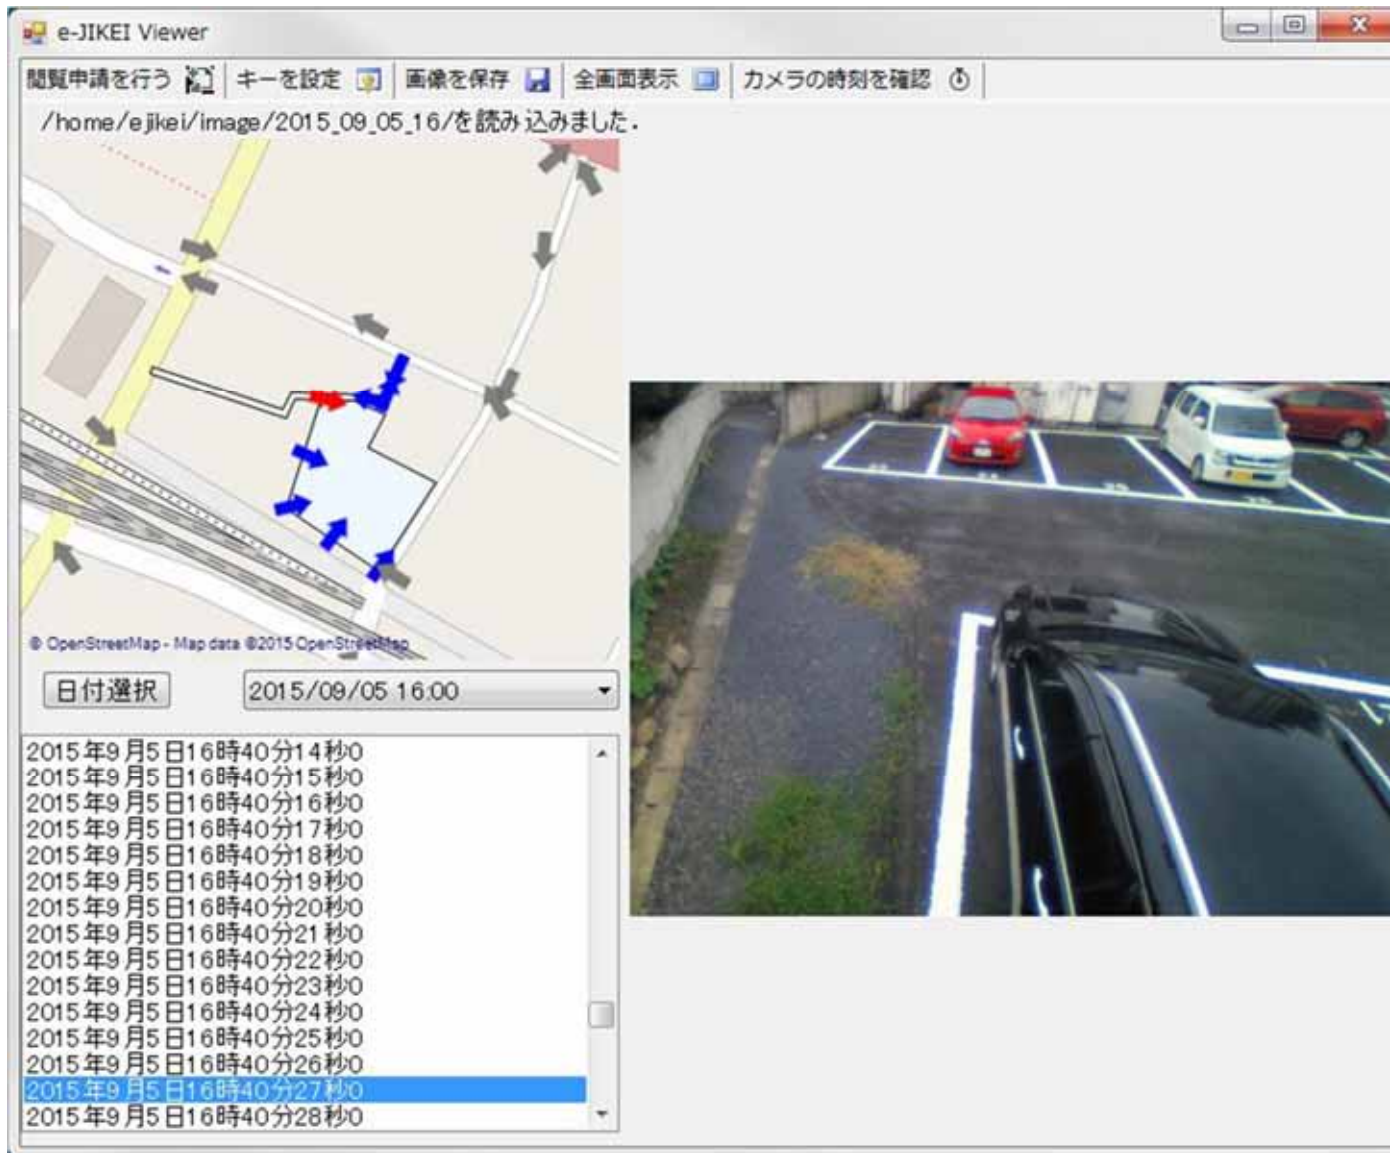 e-JIKEI Viewer
閲覧申請を行う キーを設定 画像を保存 全画面表示 カメラの時刻を確認
/home/ejikei/image/2015_09_05_16/を読み込みました.
© OpenStreetMap - Map data ©2015 OpenStreetMap
日付選択 2015/09/05 16:00
2015年9月5日16時40分14秒0
2015年9月5日16時40分15秒0
2015年9月5日16時40分16秒0
2015年9月5日16時40分17秒0
2015年9月5日16時40分18秒0
2015年9月5日16時40分19秒0
2015年9月5日16時40分20秒0
2015年9月5日16時40分21秒0
2015年9月5日16時40分22秒0
2015年9月5日16時40分23秒0
2015年9月5日16時40分24秒0
2015年9月5日16時40分25秒0
2015年9月5日16時40分26秒0
2015年9月5日16時40分27秒0
2015年9月5日16時40分28秒0